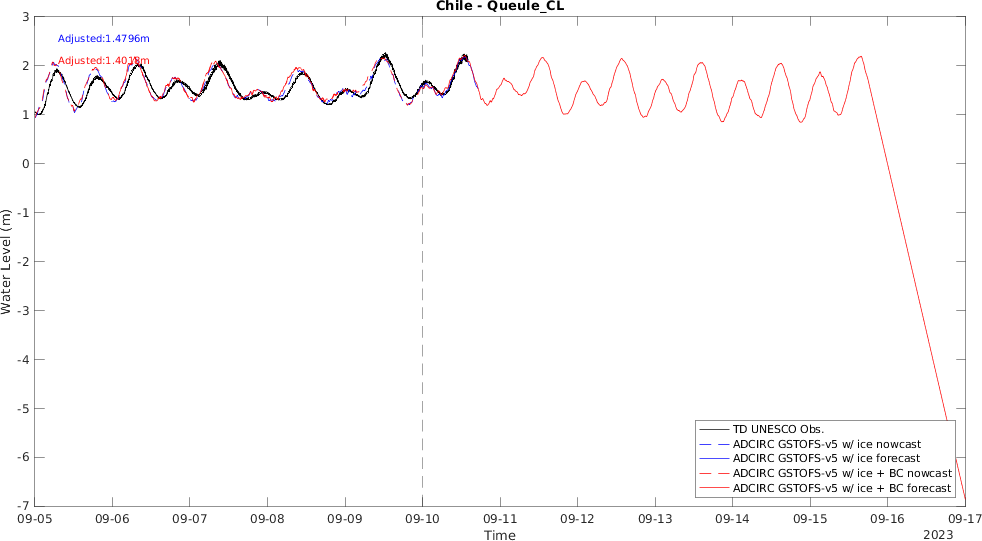 Chile - Queule_CL
Adjusted:1.4796m
Adjusted:1.4018m
Water Level (m)
3
2
1
0
-1
-2
-3
-4
-5
-6
-7
TD UNESCO Obs.
ADCIRC GSTOFS-v5 w/ ice nowcast
ADCIRC GSTOFS-v5 w/ ice forecast
ADCIRC GSTOFS-v5 w/ ice + BC nowcast
ADCIRC GSTOFS-v5 w/ ice + BC forecast
09-05 09-06 09-07 09-08 09-09 09-10 09-11 09-12 09-13 09-14 09-15 09-16 09-17
Time
2023